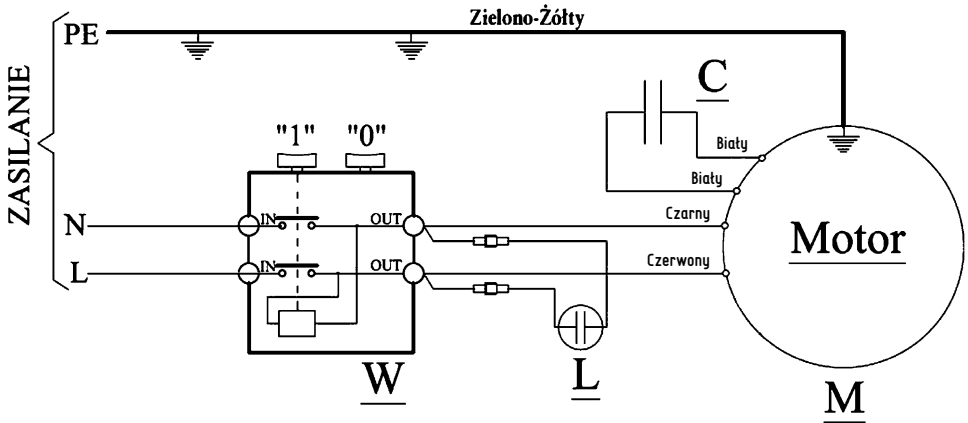 Zielono-Żółty
PE
ZASILANIE
C
"1" "0"
Biały
Biały
N
IN
OUT
Czarny
Motor
L
IN
OUT
Czerwony
W
L
M